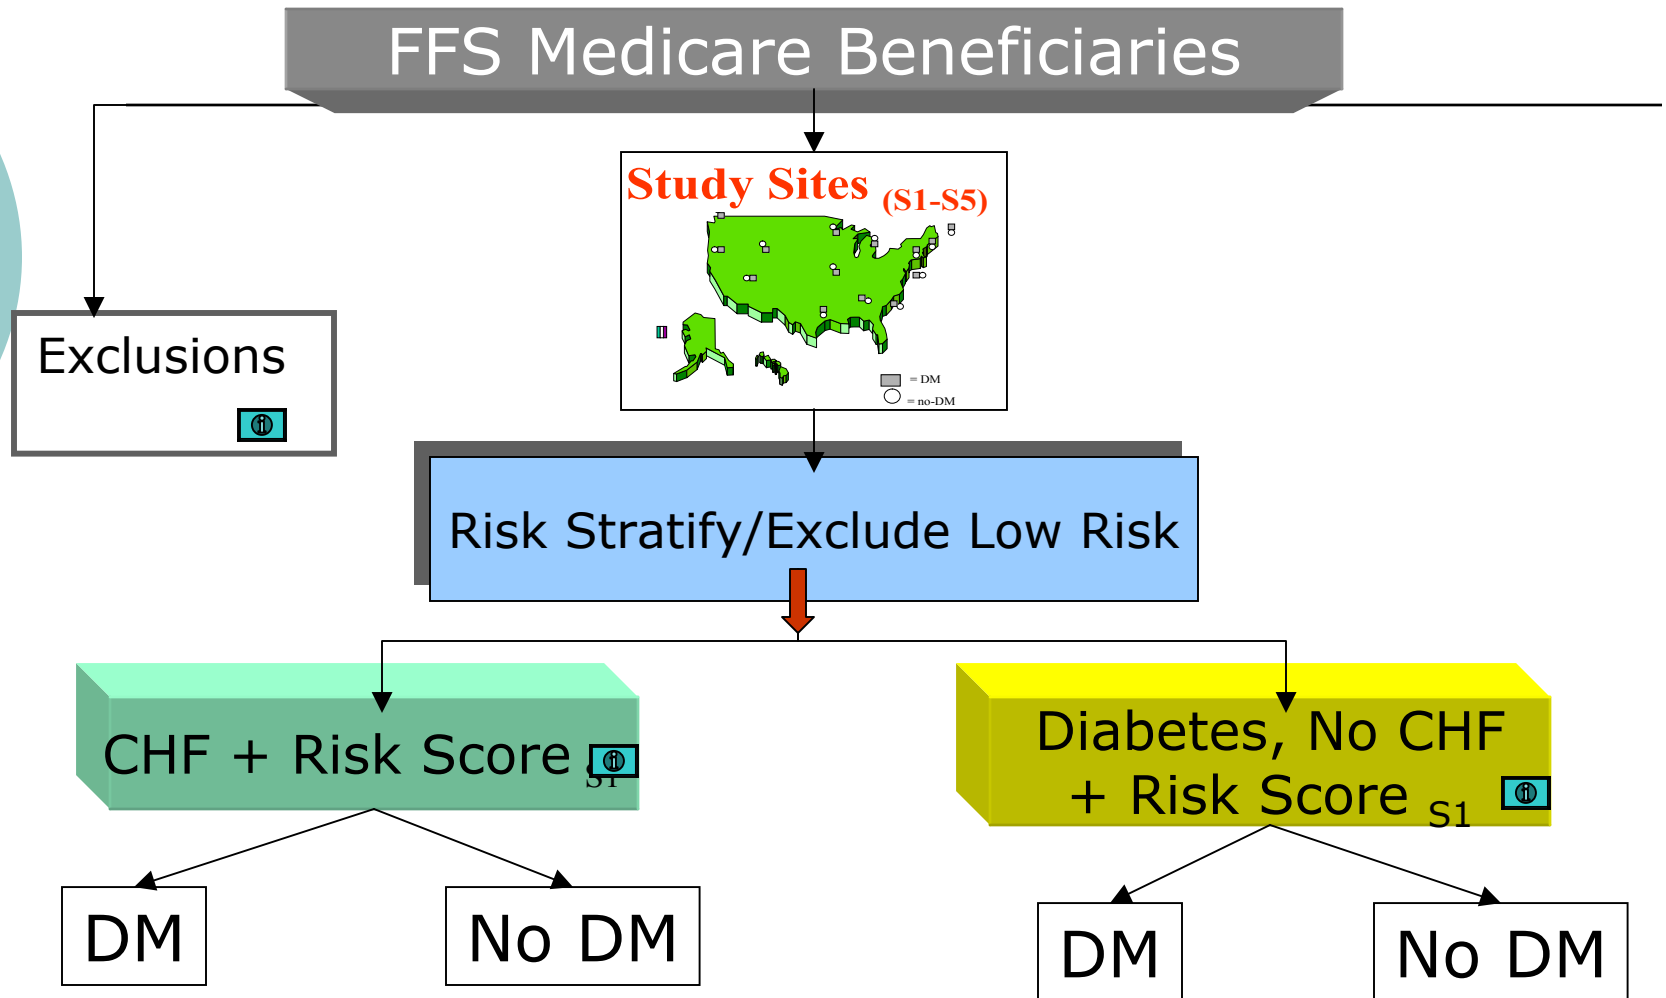 FFS Medicare Beneficiaries
Study Sites (S1-S5)
= DM
= no-DM
Exclusions
Risk Stratify/Exclude Low Risk
CHF + Risk Score S1
Diabetes, No CHF
+ Risk Score S1
DM
No DM
DM
No DM